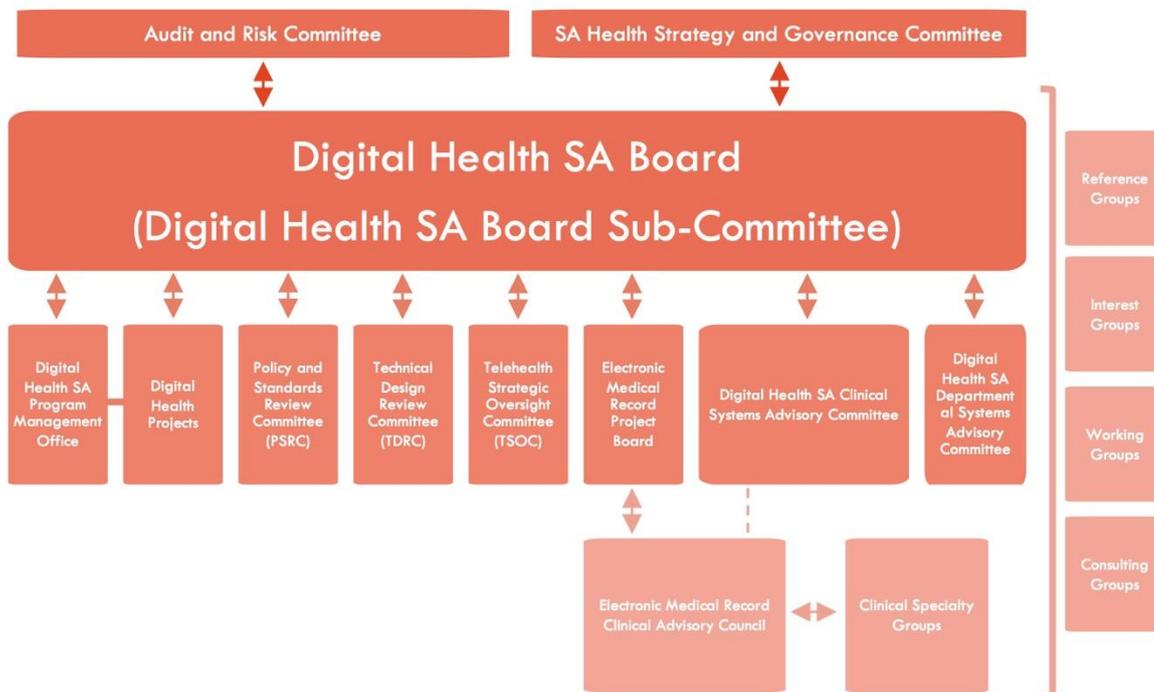 Audit and Risk Committee
SA Health Strategy and Governance Committee
Digital Health SA Board
(Digital Health SA Board Sub-Committee)
Digital
Health SA
Program
Management
Office
Digital
Health
Projects
Policy and
Standards
Review
Committee
(PSRC)
Technical
Design
Review
Committee
(TDRC)
Telehealth
Strategic
Oversight
Committee
(TSOC)
Electronic
Medical
Record
Project
Board
Digital Health SA Clinical
Systems Advisory Committee
Digital
Health SA
Department
al Systems
Advisory
Committee
Electronic Medical Record
Clinical Advisory Council
Clinical Specialty
Groups
Reference
Groups
Interest
Groups
Working
Groups
Consulting
Groups